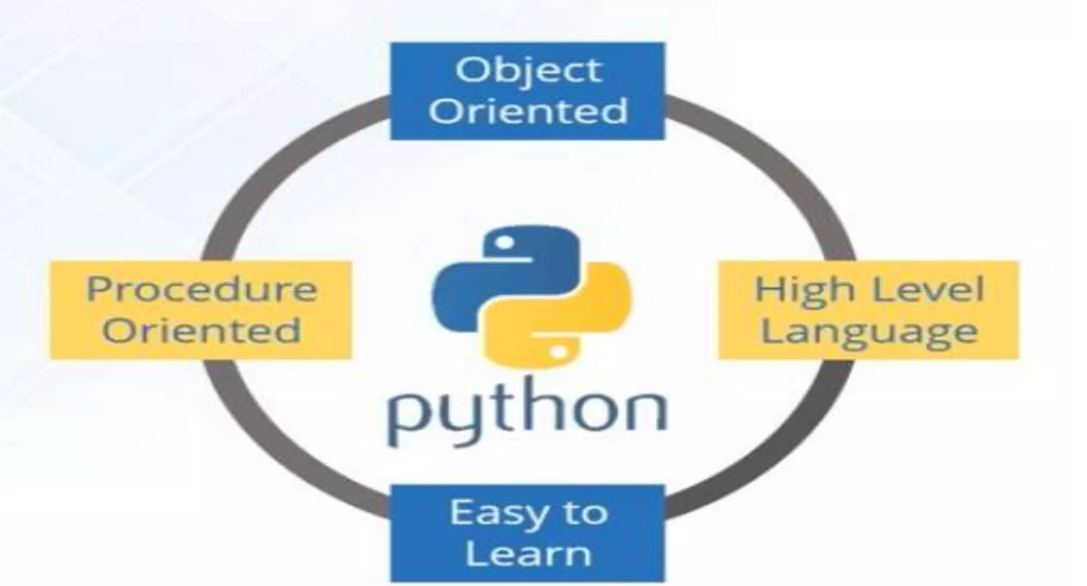 Object
Oriented
Procedure
Oriented
High Level
Language
python
Easy to
Learn